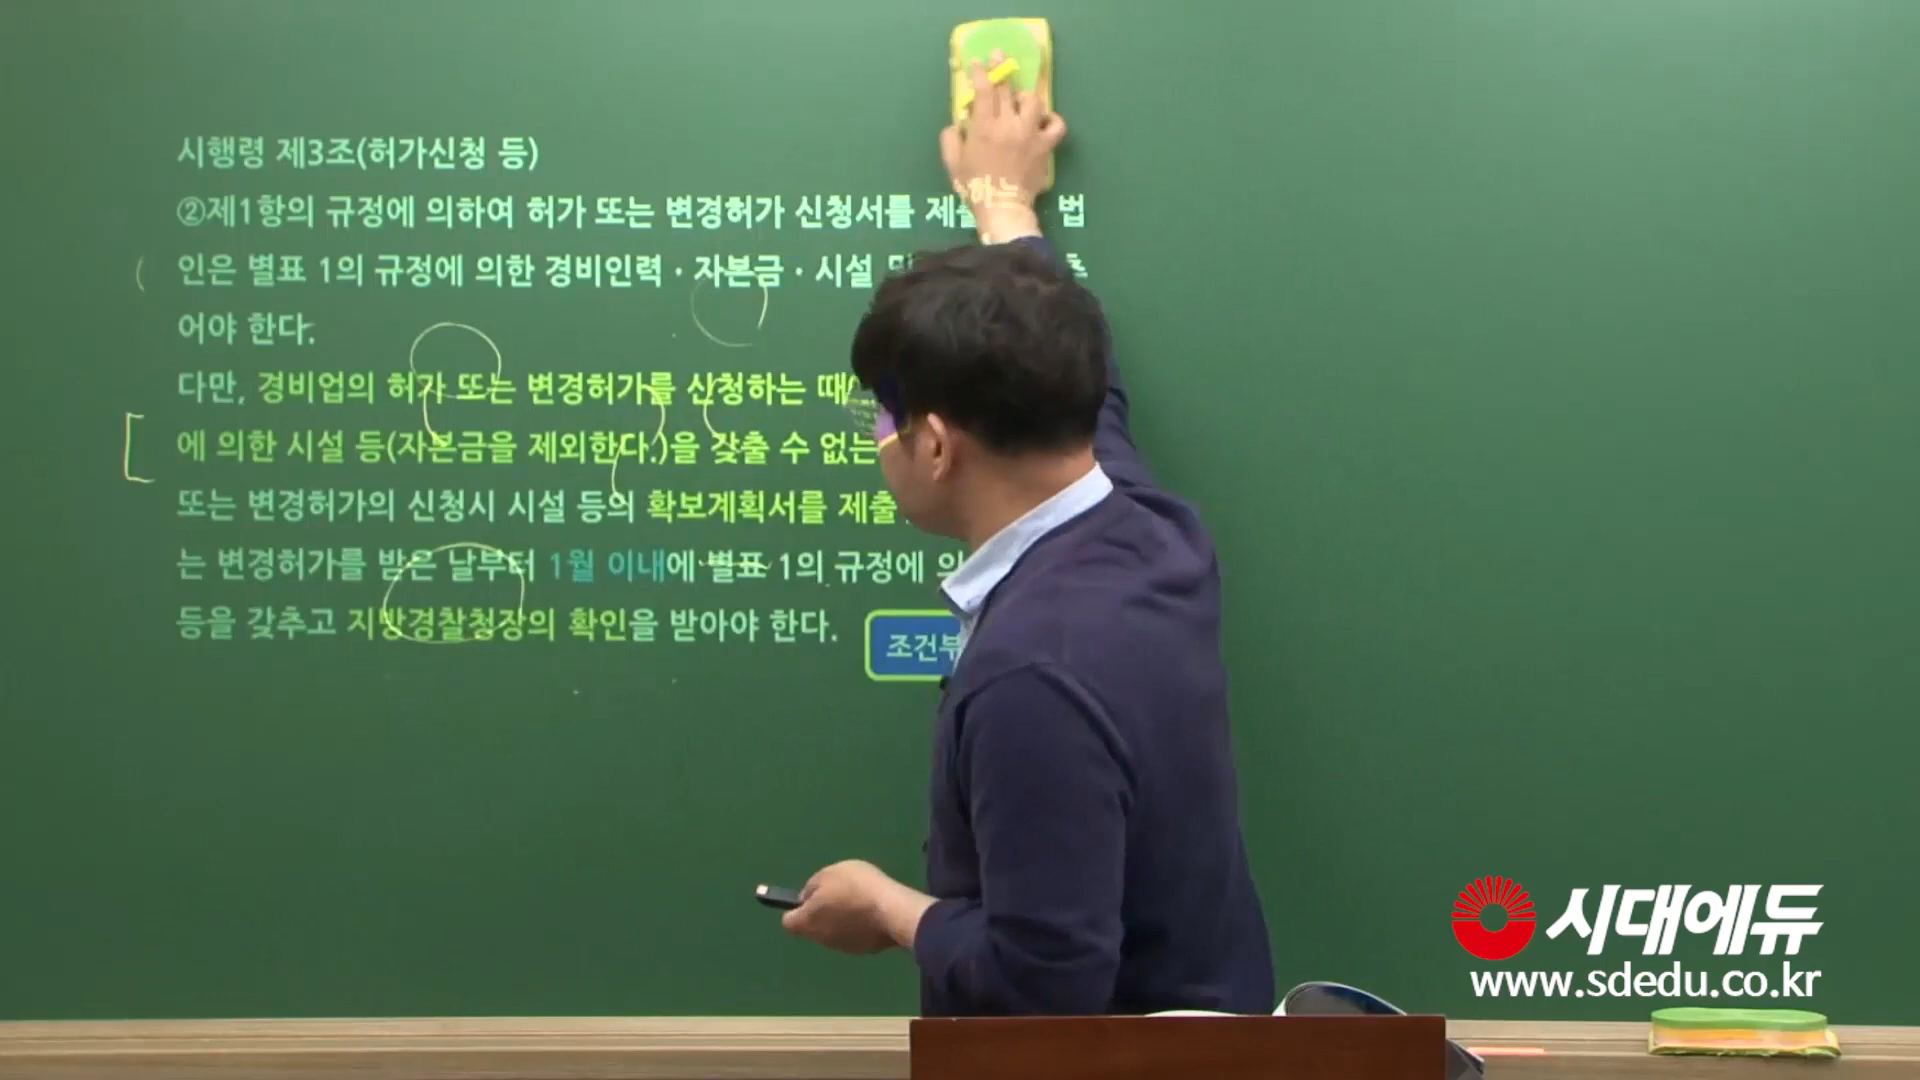 시행령 제3조(허가신청 등)
②제1항의 규정에 의하여 허가 또는 변경허가 신청서를 하는 법
인은 별표 1의 규정에 의한 경비인력·자본금·시설
어야 한다.
다만, 경비업의 허가 또는 변경허가를 신청하는
에 의한 시설 등(자본금을 제외한다.)을 갖출 수 없는
또는 변경허가의 신청시 시설 등의 확보계획서를 제출
는 변경허가를 받은 날부터 1월 이내에 별표 1의 규정에
등을 갖추고 지방경찰청장의 확인을 받아야 한다.
조건부
시대에듀
www.sdedu.co.kr